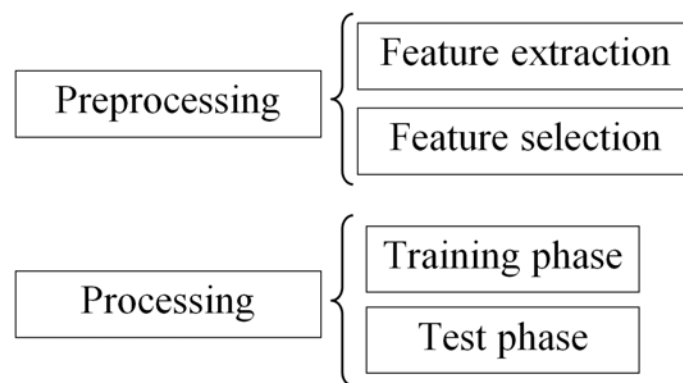 Preprocessing
Feature extraction
Feature selection
Processing
Training phase
Test phase